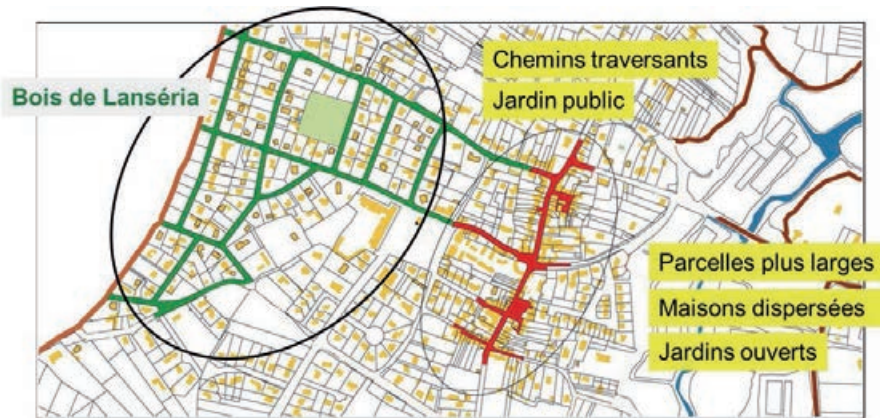 Chemins traversants
Bois de Lanséria
Jardin public
Parcelles plus larges
Maisons dispersées
Jardins ouverts